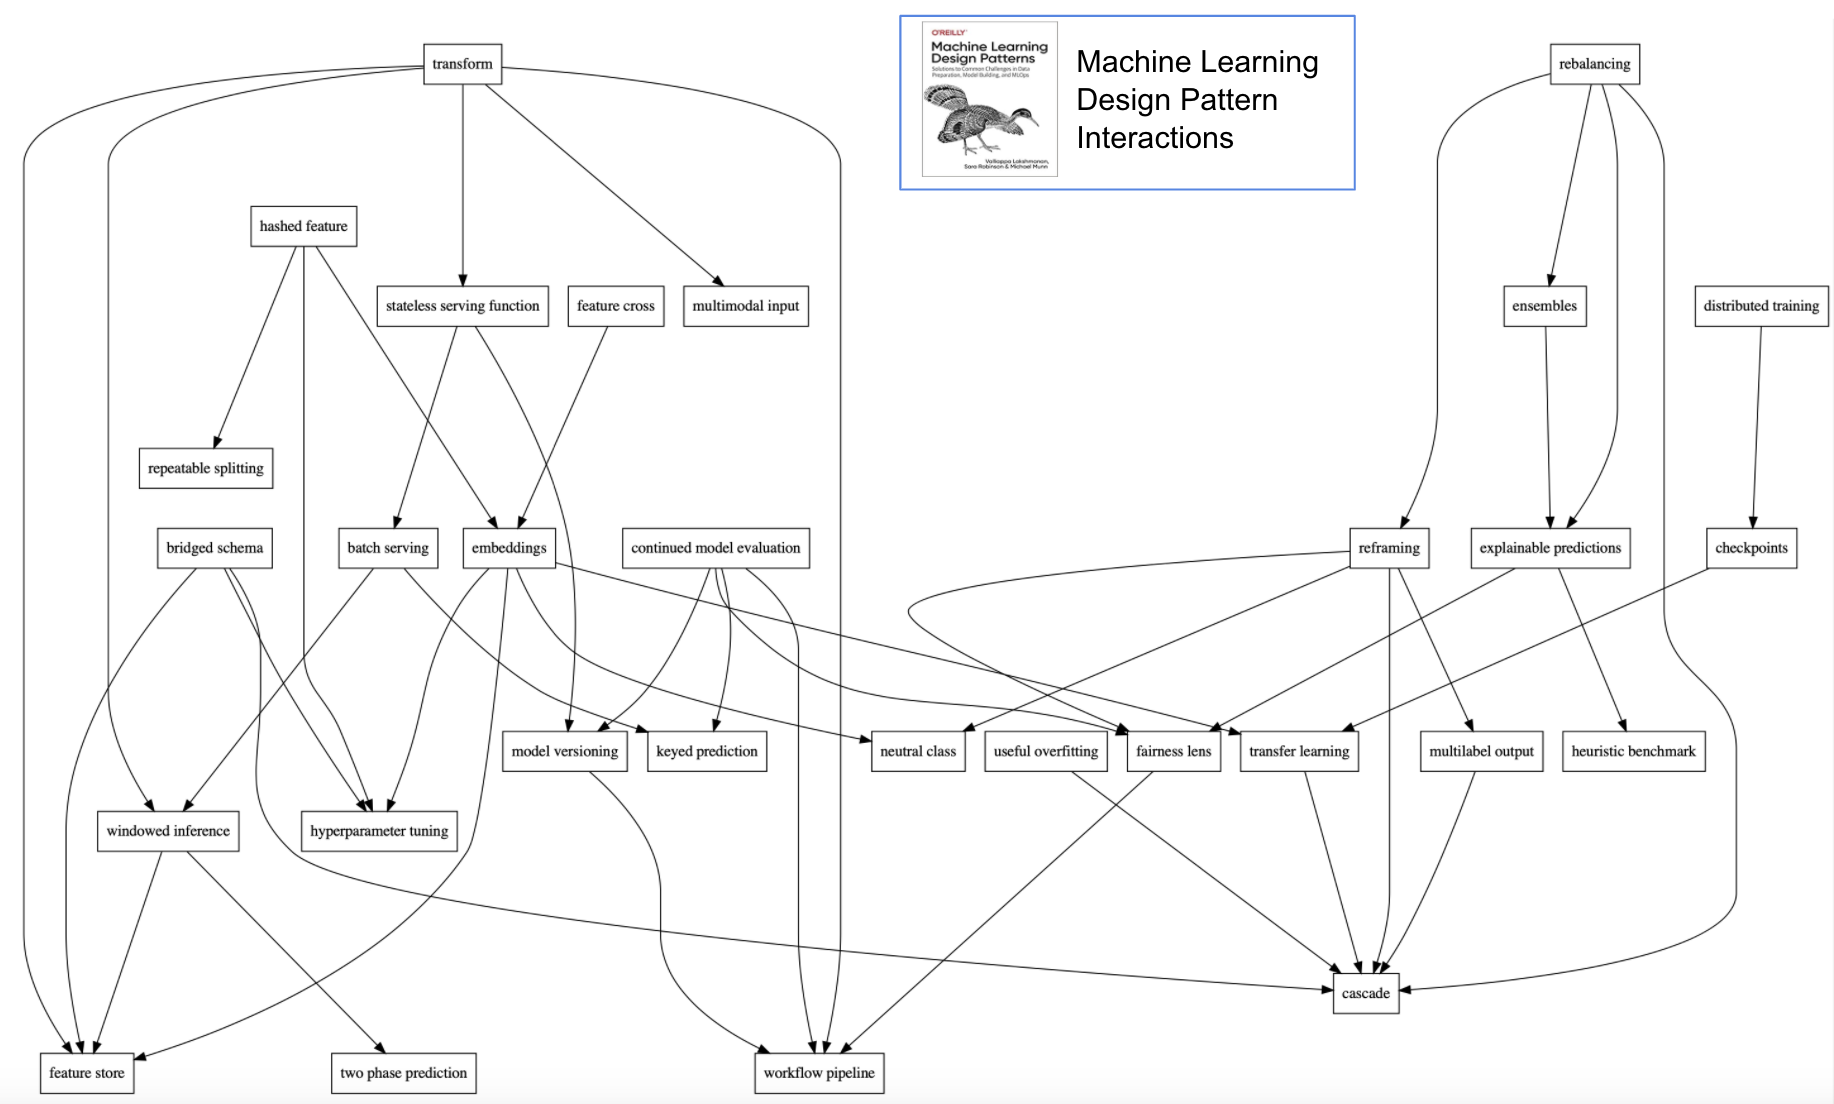 O'REILLY
Machine Learning
Design Patterns
Solutions to Common Challenges in Data
Preparation, Model Building, and MLOps
Valliappa Lakshmanan,
Sara Robinson & Michael Munn
Machine Learning
Design Pattern
Interactions
transform
rebalancing
hashed feature
stateless serving function
feature cross
multimodal input
ensembles
distributed training
repeatable splitting
bridged schema
batch serving
embeddings
continued model evaluation
reframing
explainable predictions
checkpoints
model versioning
keyed prediction
neutral class
useful overfitting
fairness lens
transfer learning
multilabel output
heuristic benchmark
windowed inference
hyperparameter tuning
cascade
feature store
two phase prediction
workflow pipeline